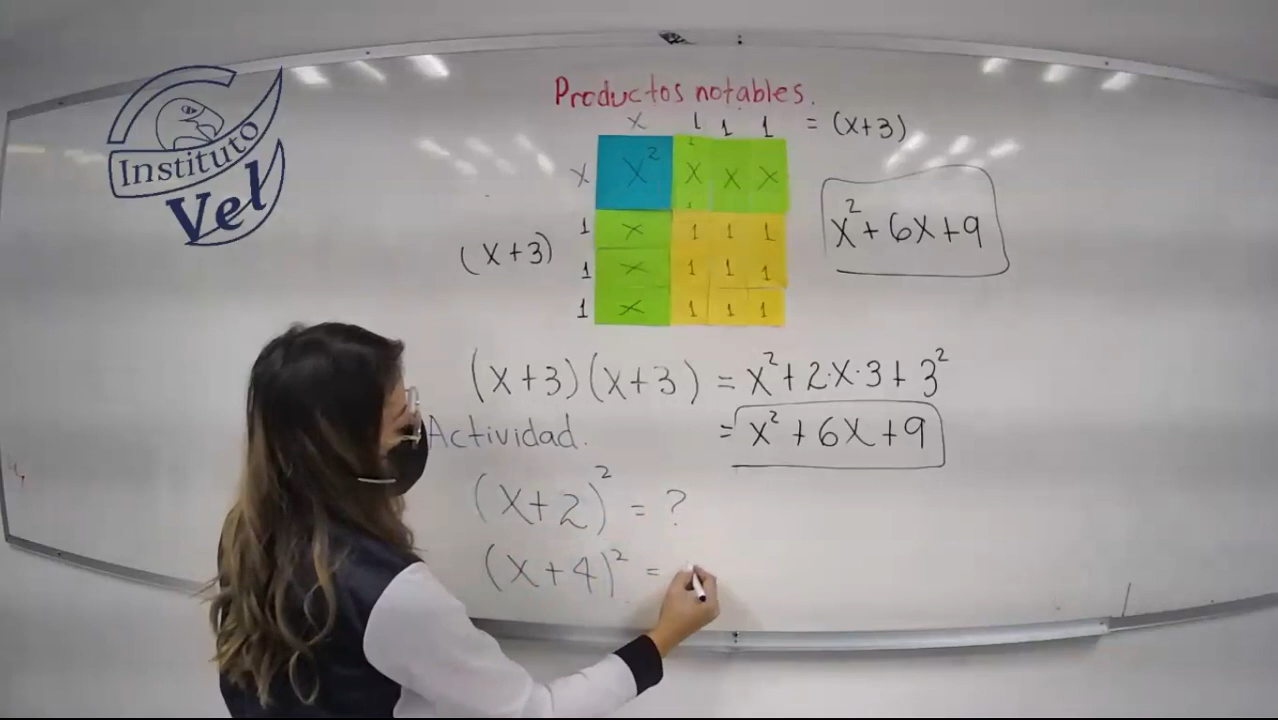 Instituto
Vel
Productos notables.
x 1 1 1 = (x+3)
x x² x x x
1 x 1 1 1
(x+3)
1 x 1 1 1
1 x 1 1 1
x²+6x+9
(x+3)(x+3) = x²+2·x·3+3²
= x²+6x+9
Actividad.
(x+2)² = ?
(x+4)² =